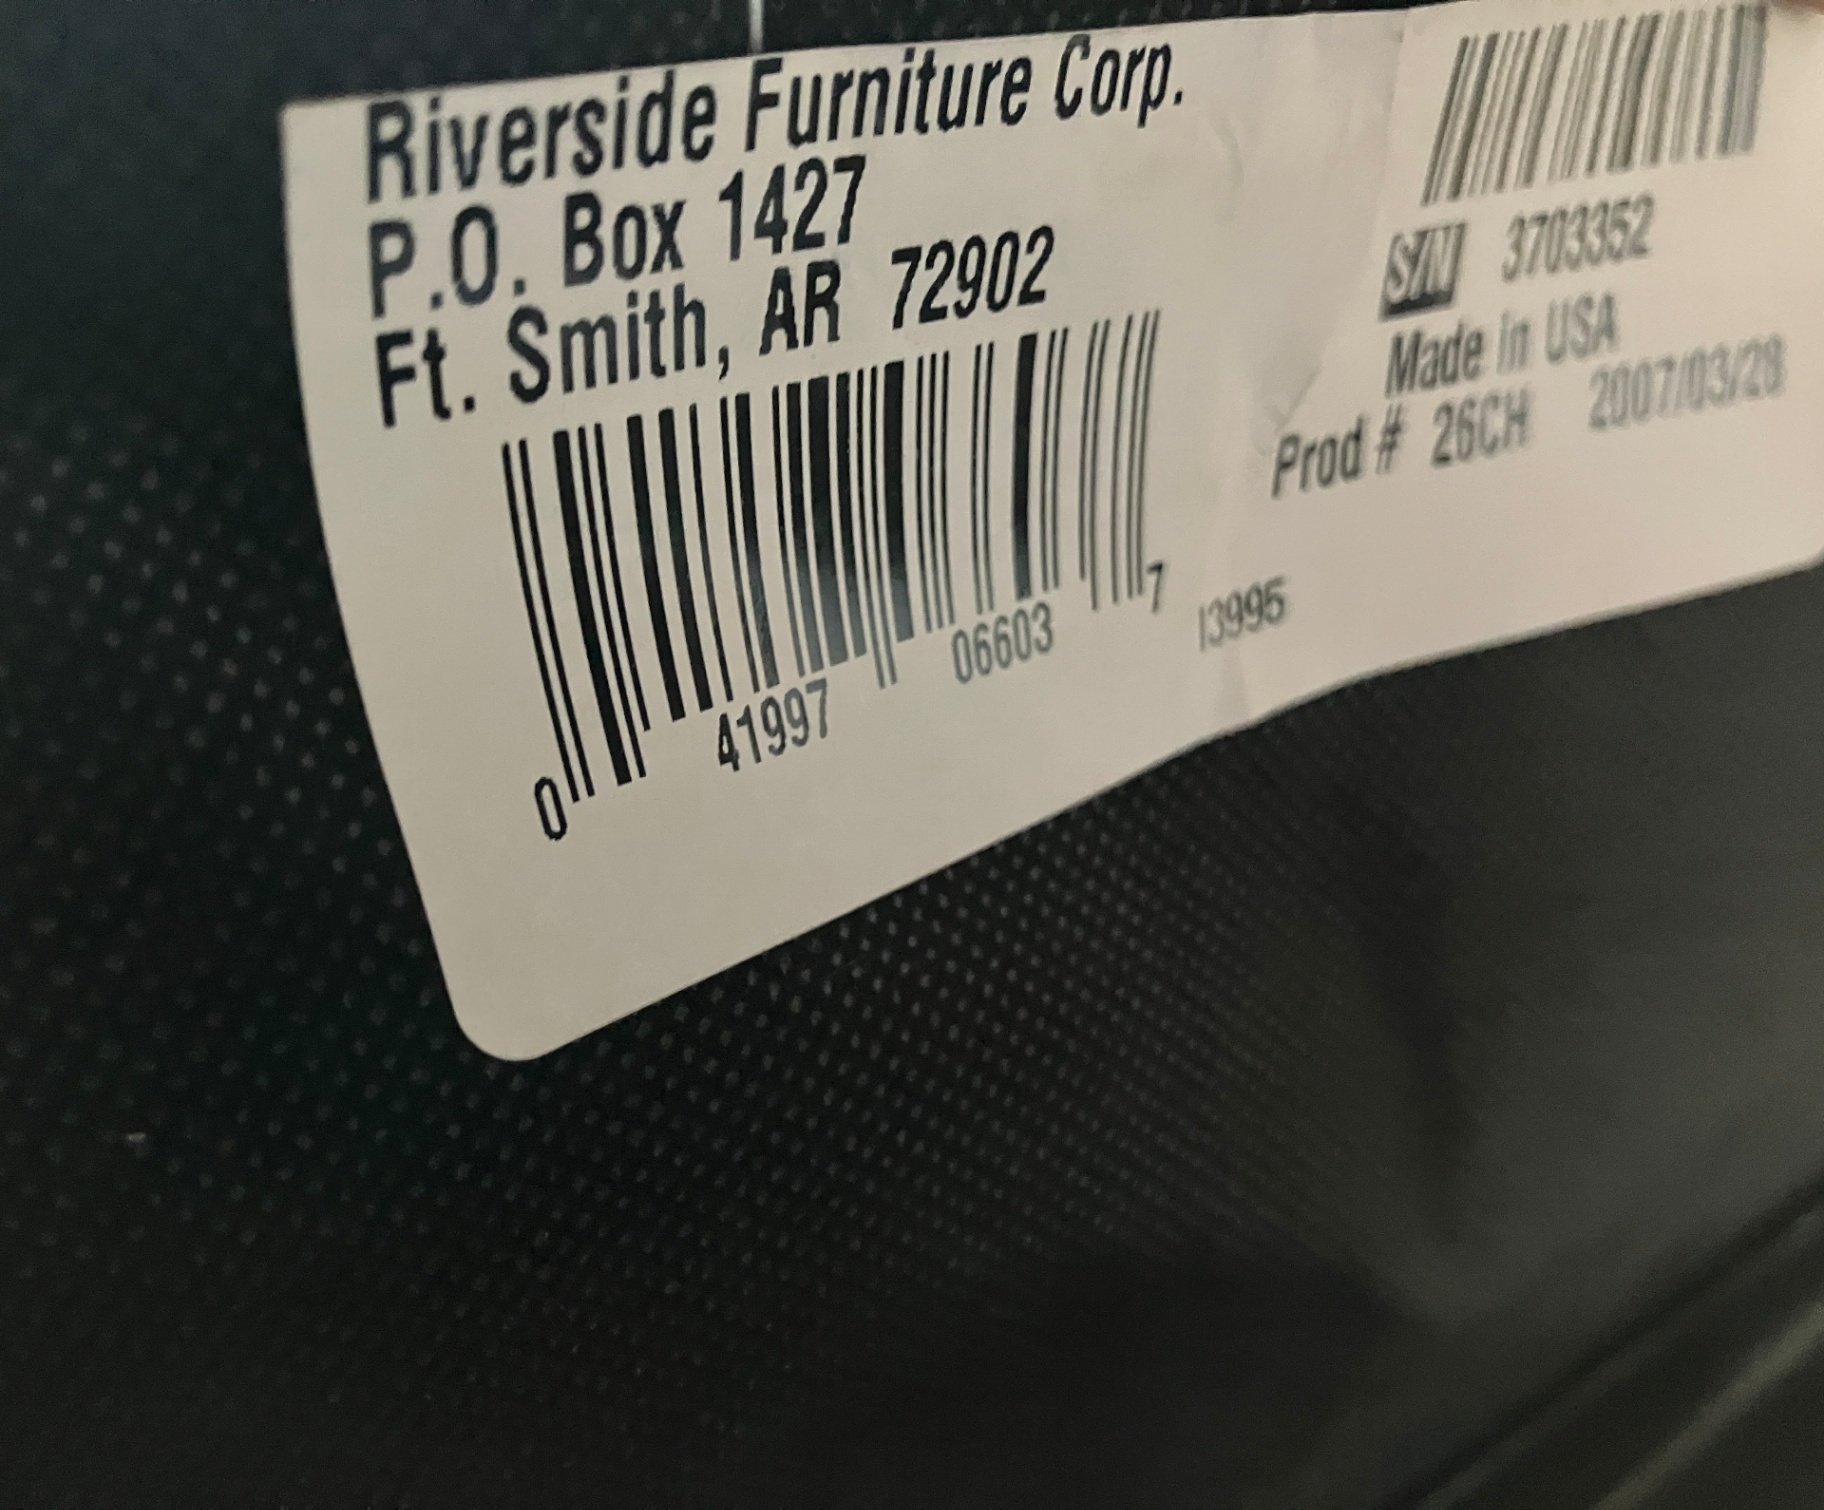 Riverside Furniture Corp.
P.O. Box 1427
Ft. Smith, AR 72902
0 41997 06603 7
13995
S/N 3703352
Made in USA
Prod # 26CH 2007/03/28